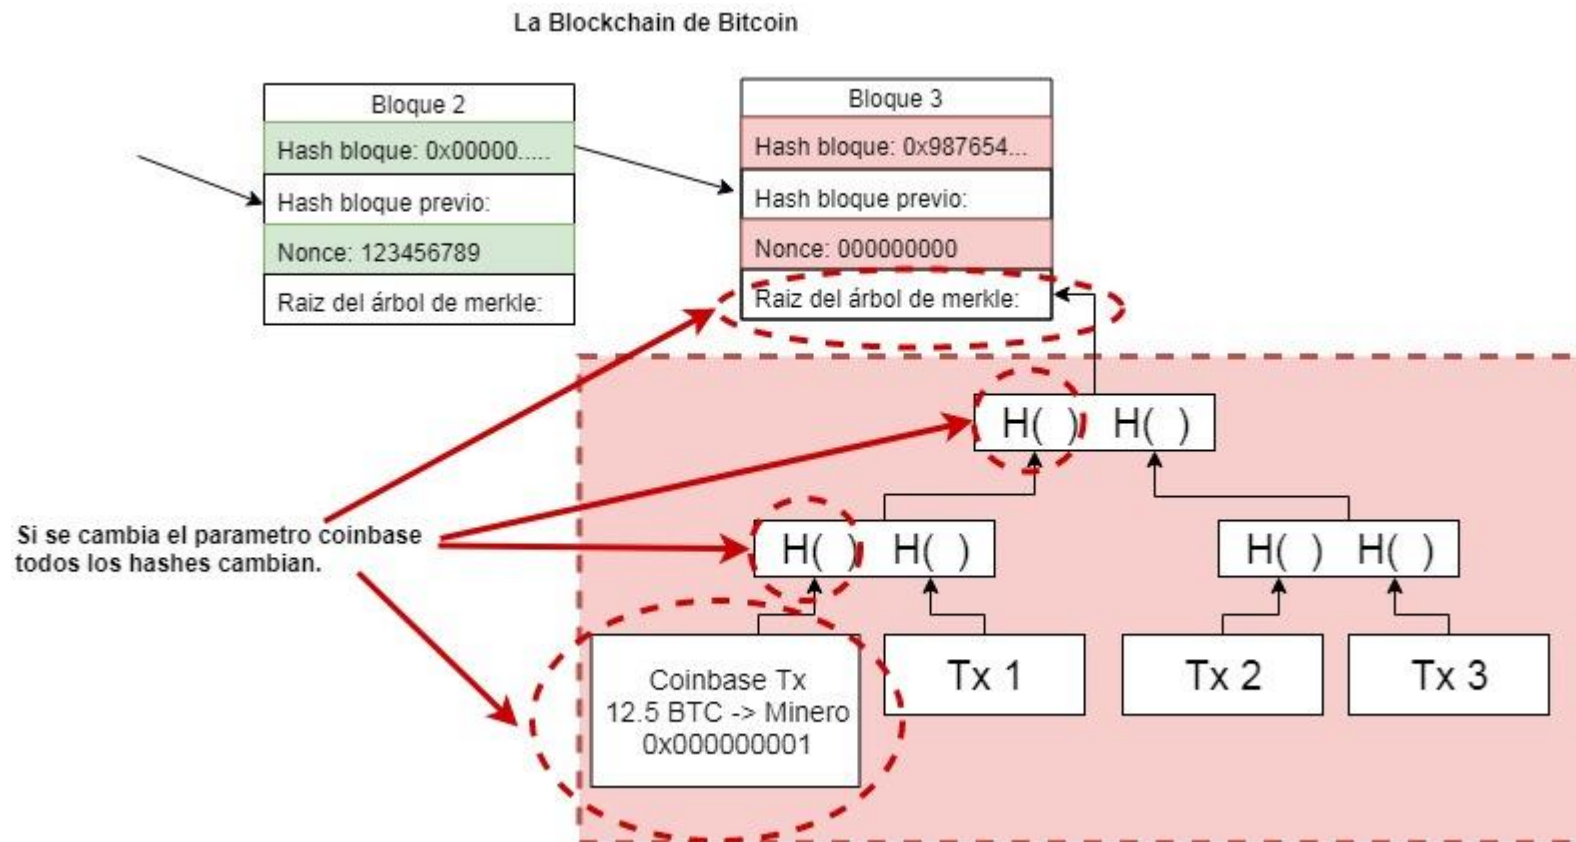 La Blockchain de Bitcoin
Bloque 2
Hash bloque: 0x00000.....
Hash bloque previo:
Nonce: 123456789
Raiz del árbol de merkle:
Bloque 3
Hash bloque: 0x987654...
Hash bloque previo:
Nonce: 000000000
Raiz del árbol de merkle:
H( ) H( )
Si se cambia el parametro coinbase
todos los hashes cambian.
H( ) H( )
H( ) H( )
Coinbase Tx
12.5 BTC -> Minero
0x000000001
Tx 1
Tx 2
Tx 3